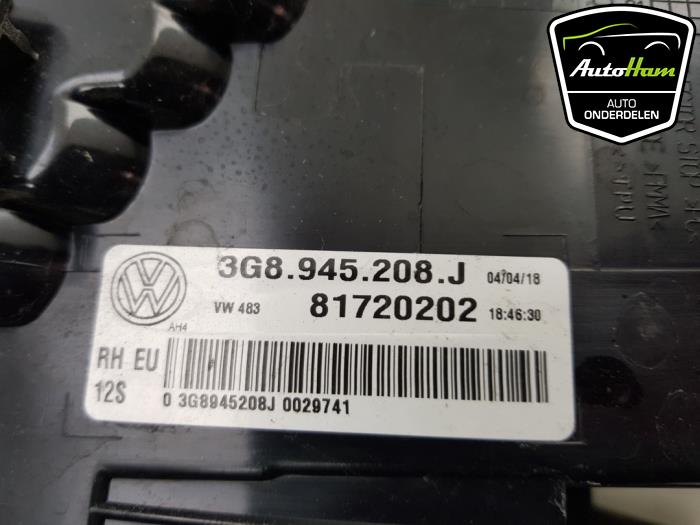 AutoHam
AUTO
ONDERDELEN
3G8.945.208.J 04/04/18
VW 483 81720202 18:46:30
AH4
RH EU
12S
0 3G8945208J 0029741